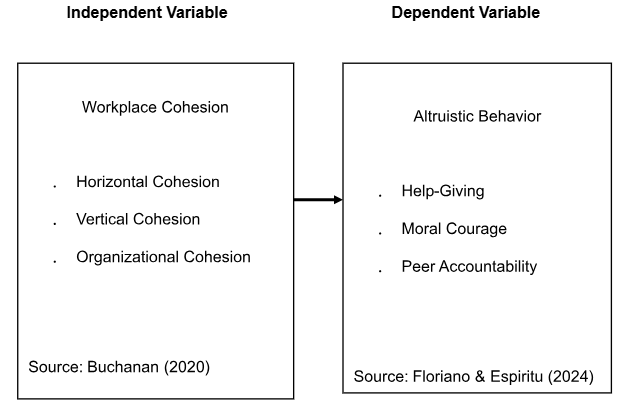 Independent Variable
Dependent Variable
Workplace Cohesion
. Horizontal Cohesion
. Vertical Cohesion
. Organizational Cohesion
Source: Buchanan (2020)
Altruistic Behavior
. Help-Giving
. Moral Courage
. Peer Accountability
Source: Floriano & Espiritu (2024)